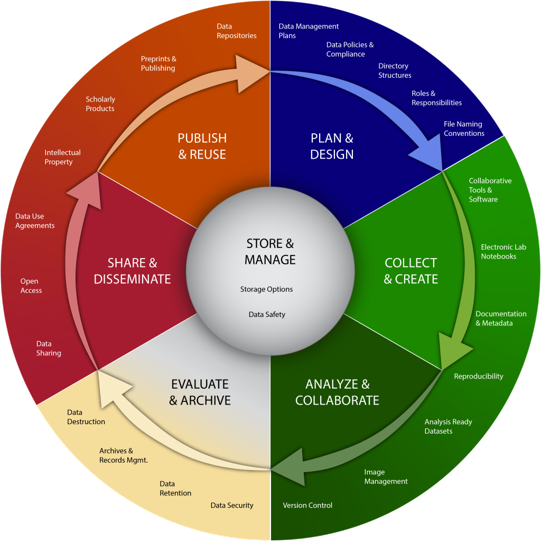 Data
Repositories
Preprints &
Publishing
Scholarly
Products
PUBLISH
& REUSE
Data Management
Plans
Data Policies &
Compliance
Directory
Structures
Roles &
Responsibilities
File Naming
Conventions
PLAN &
DESIGN
Collaborative
Tools &
Software
Electronic Lab
Notebooks
Documentation
& Metadata
Reproducibility
COLLECT
& CREATE
Analysis Ready
Datasets
Image
Management
Version Control
ANALYZE &
COLLABORATE
Data Security
Data
Retention
Archives &
Records Mgmt.
Data
Destruction
EVALUATE
& ARCHIVE
Data
Sharing
Open
Access
Data Use
Agreements
Intellectual
Property
SHARE &
DISSEMINATE
STORE &
MANAGE
Storage Options
Data Safety